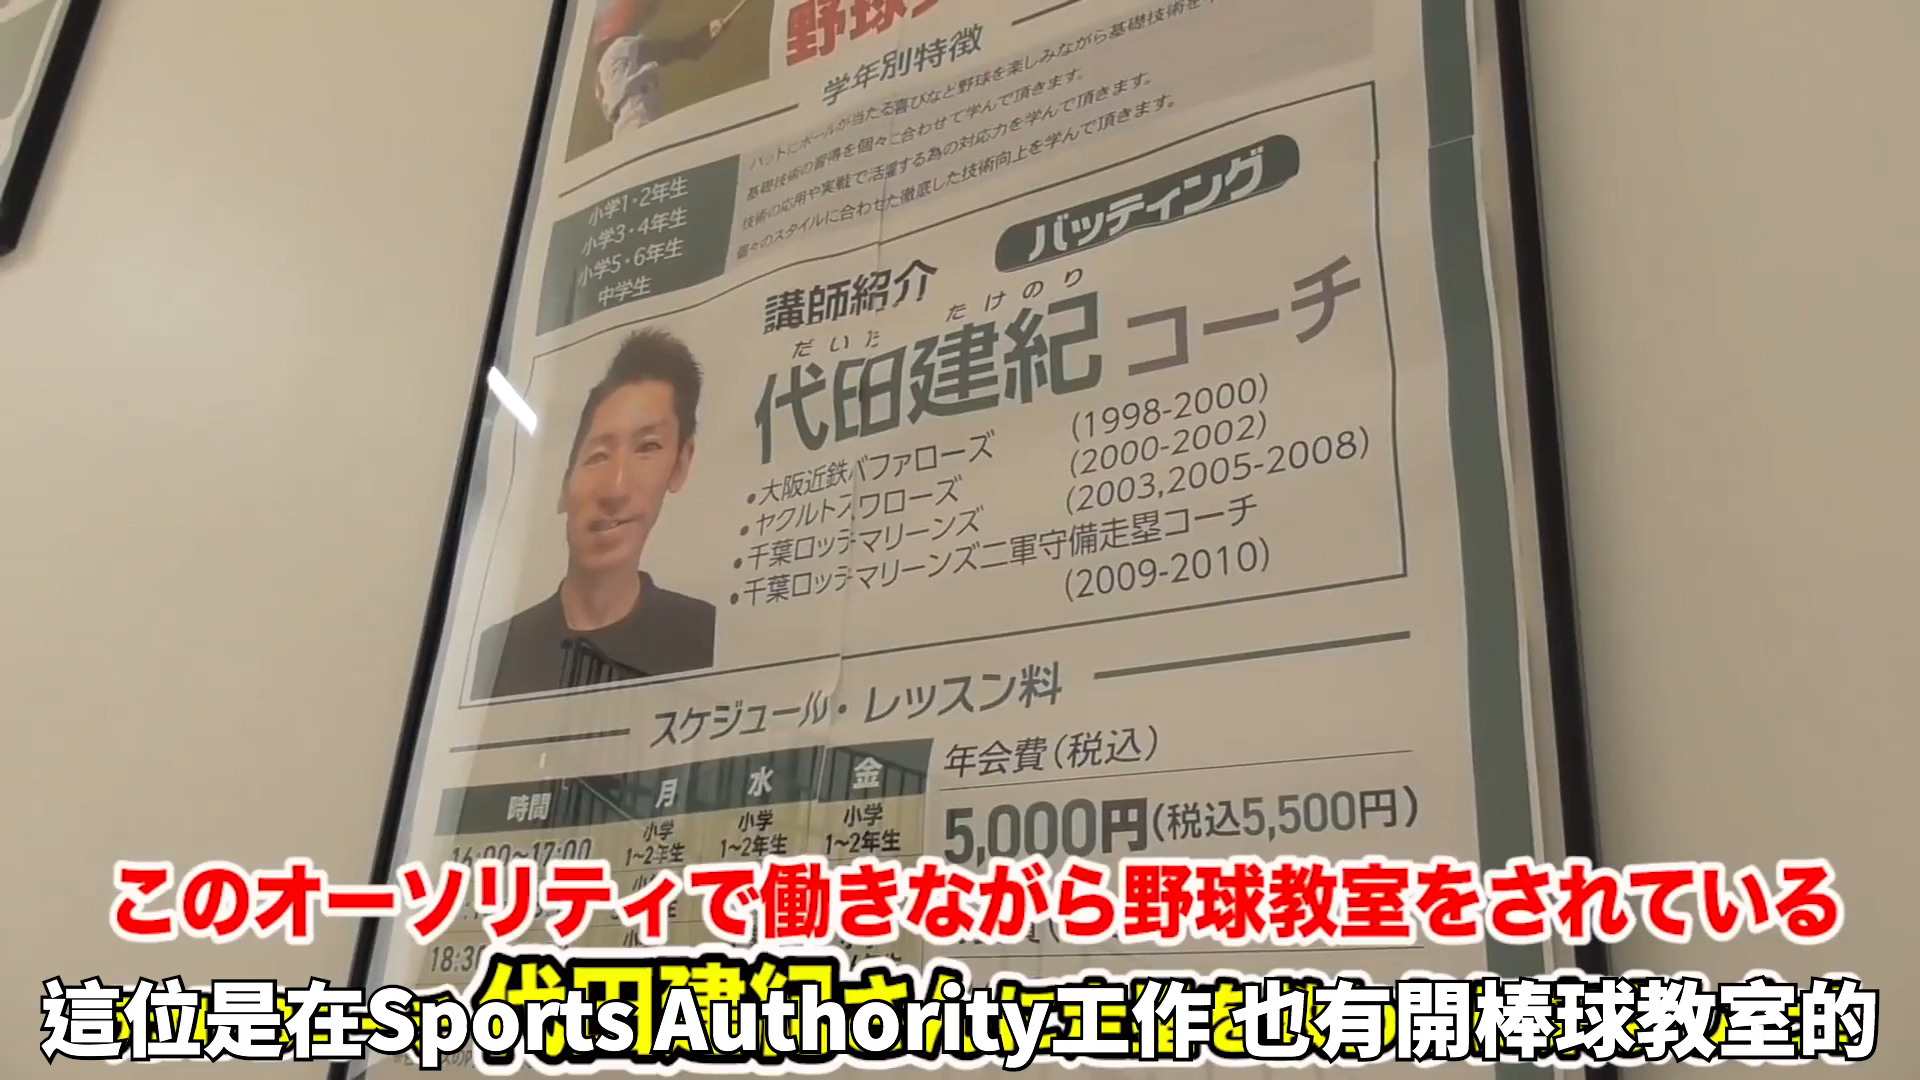 野球
学年別特徴
小学1・2年生
バットにボールが当たる喜びなど野球を楽しみながら基礎技術を
小学3・4年生
基礎技術の習得を個々に合わせて学んで頂きます。
小学5・6年生
技術の応用や実戦で活躍する為の対応力を学んで頂きます。
中学生
個々のスタイルに合わせた徹底した技術向上を学んで頂きます。
バッティング
講師紹介
だいた たけのり
代田建紀コーチ
•大阪近鉄バファローズ (1998-2000)
•ヤクルトスワローズ (2000-2002)
•千葉ロッテマリーンズ (2003,2005-2008)
•千葉ロッテマリーンズ二軍守備走塁コーチ
(2009-2010)
スケジュール・レッスン料
時間 月 水 金
16:00~17:00 小学1~2年生 小学1~2年生 小学1~2年生
18:30
年会費(税込)
5,000円(税込5,500円)
このオーソリティで働きながら野球教室をされている
代田建紀さん
這位是在Sports Authority工作 也有開棒球教室的